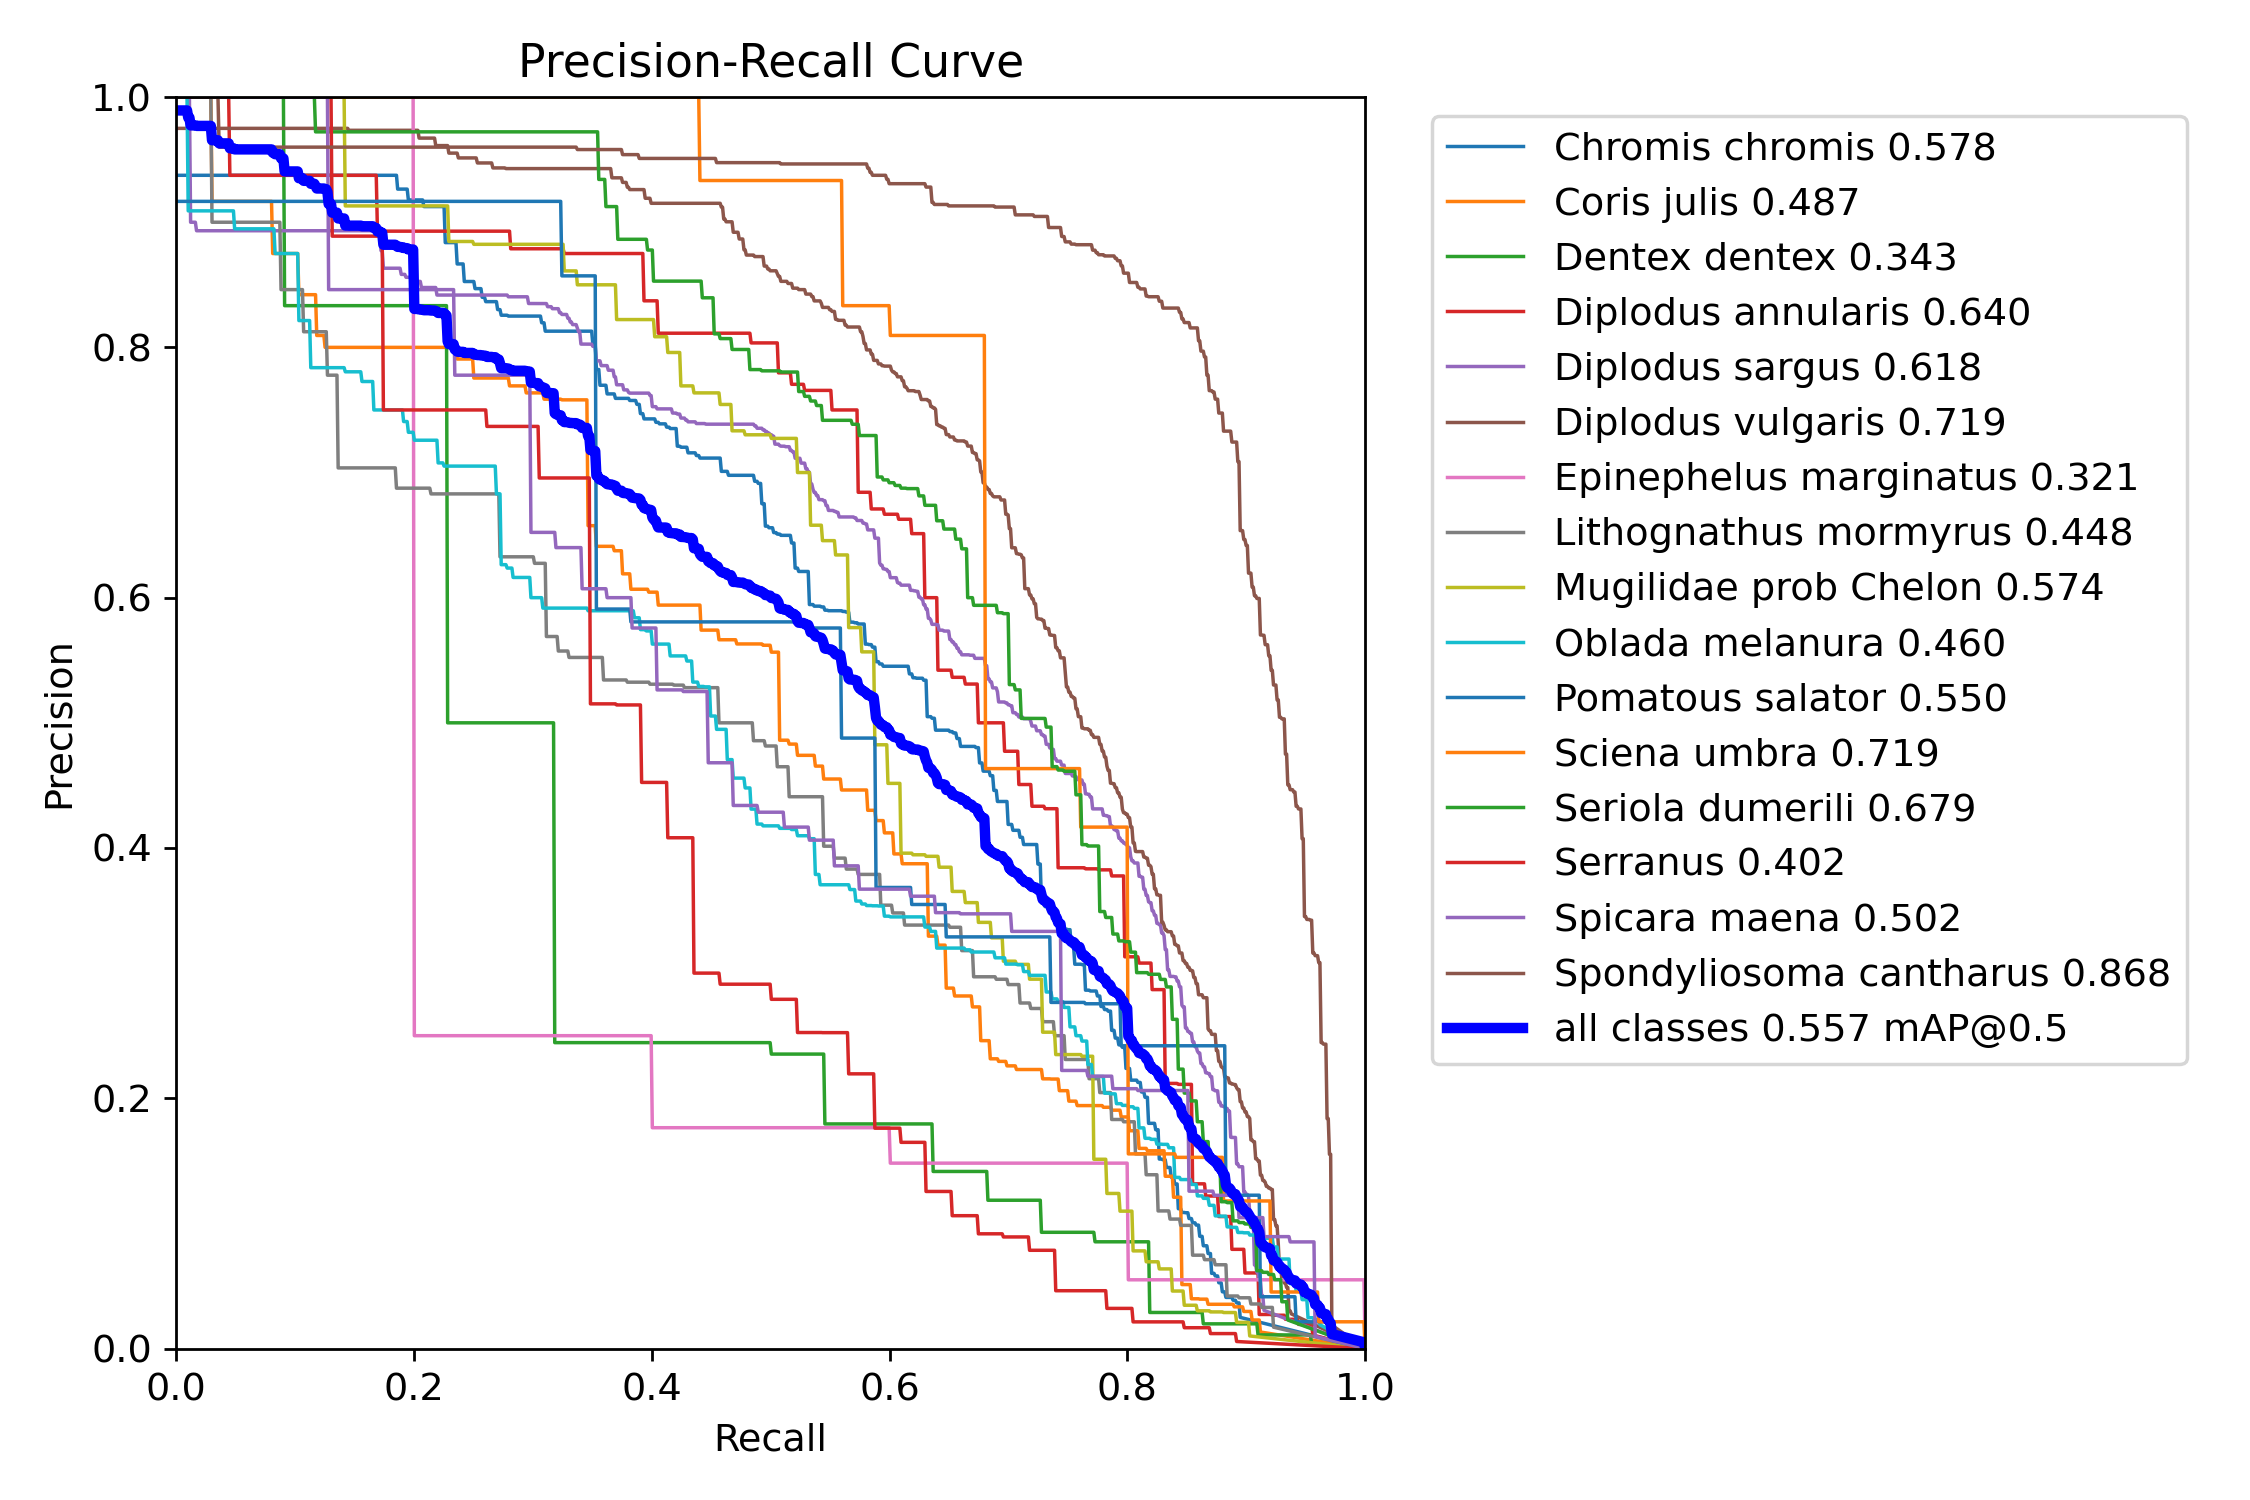 Precision-Recall Curve
1.0
0.8
0.6
0.4
0.2
0.0
Precision
0.0 0.2 0.4 0.6 0.8 1.0
Recall
Chromis chromis 0.578
Coris julis 0.487
Dentex dentex 0.343
Diplodus annularis 0.640
Diplodus sargus 0.618
Diplodus vulgaris 0.719
Epinephelus marginatus 0.321
Lithognathus mormyrus 0.448
Mugilidae prob Chelon 0.574
Oblada melanura 0.460
Pomatous salator 0.550
Sciena umbra 0.719
Seriola dumerili 0.679
Serranus 0.402
Spicara maena 0.502
Spondyliosoma cantharus 0.868
all classes 0.557 mAP@0.5